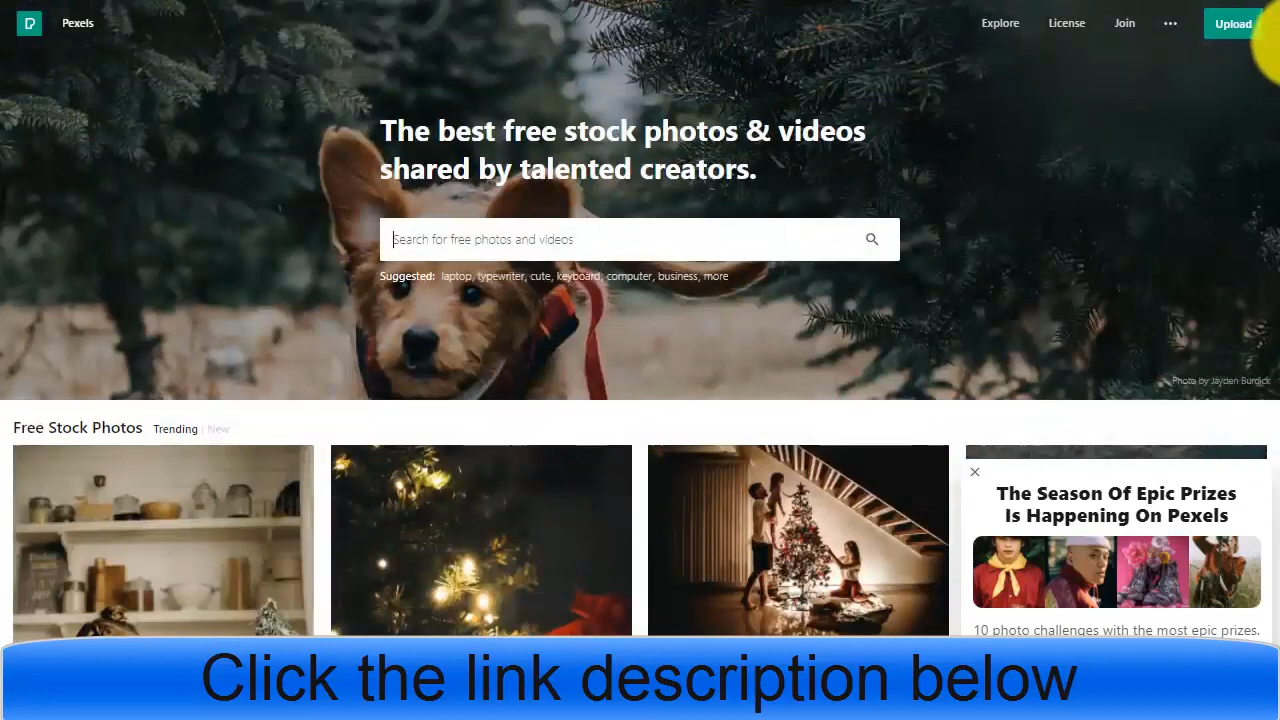 Pexels
Explore
License
Join
Upload
The best free stock photos & videos
shared by talented creators.
Search for free photos and videos
Suggested: laptop, typewriter, cute, keyboard, computer, business, more
Photo by Jayden Burdick
Free Stock Photos Trending | New
The Season Of Epic Prizes
Is Happening On Pexels
10 photo challenges with the most epic prizes.
Click the link description below